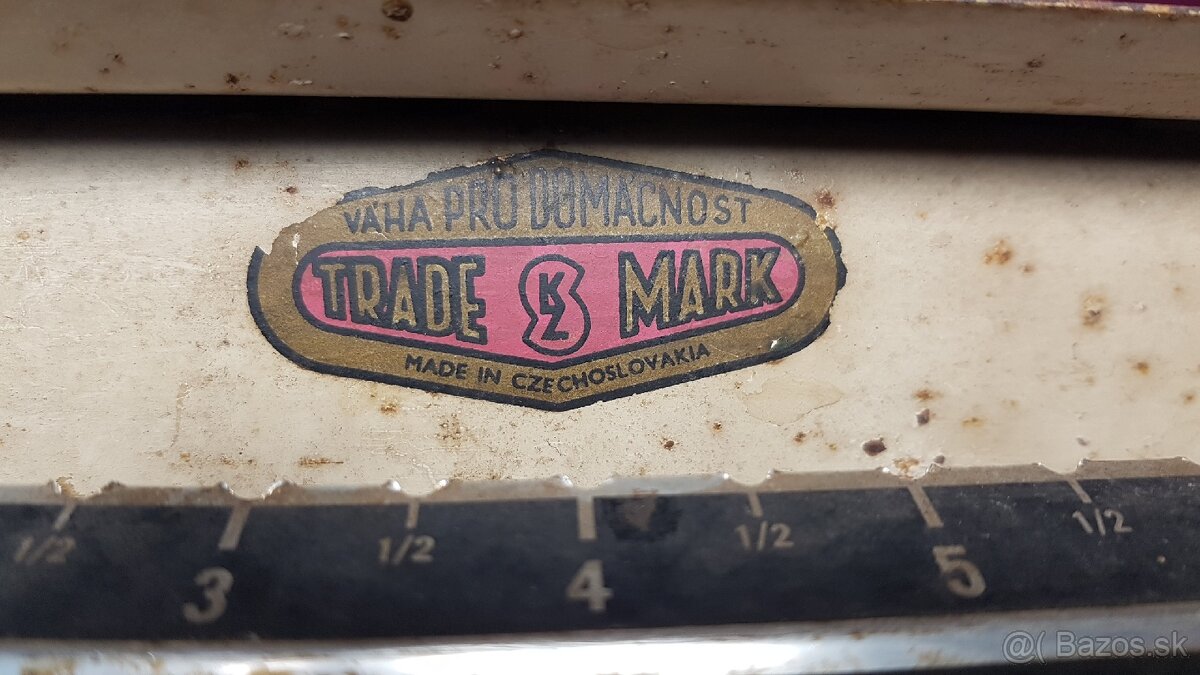 VÁHA PRO DOMÁCNOST
TRADE KSZ MARK
MADE IN CZECHOSLOVAKIA
1/2 1/2 1/2 1/2
3 4 5
@( Bazos.sk